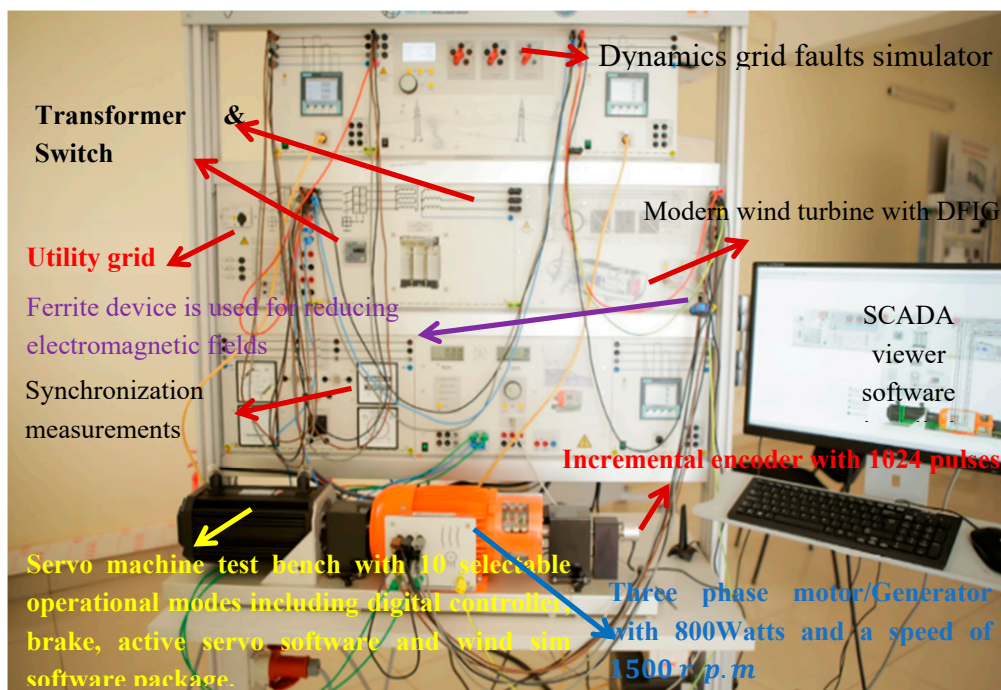 Dynamics grid faults simulator
Transformer &
Switch
Modern wind turbine with DFIG
Utility grid
Ferrite device is used for reducing
electromagnetic fields
SCADA
viewer
software
Synchronization
measurements
Incremental encoder with 1024 pulses
Servo machine test bench with 10 selectable
operational modes including digital controller,
brake, active servo software and wind sim
software package.
Three phase motor/Generator
with 800Watts and a speed of
1500 r.p.m